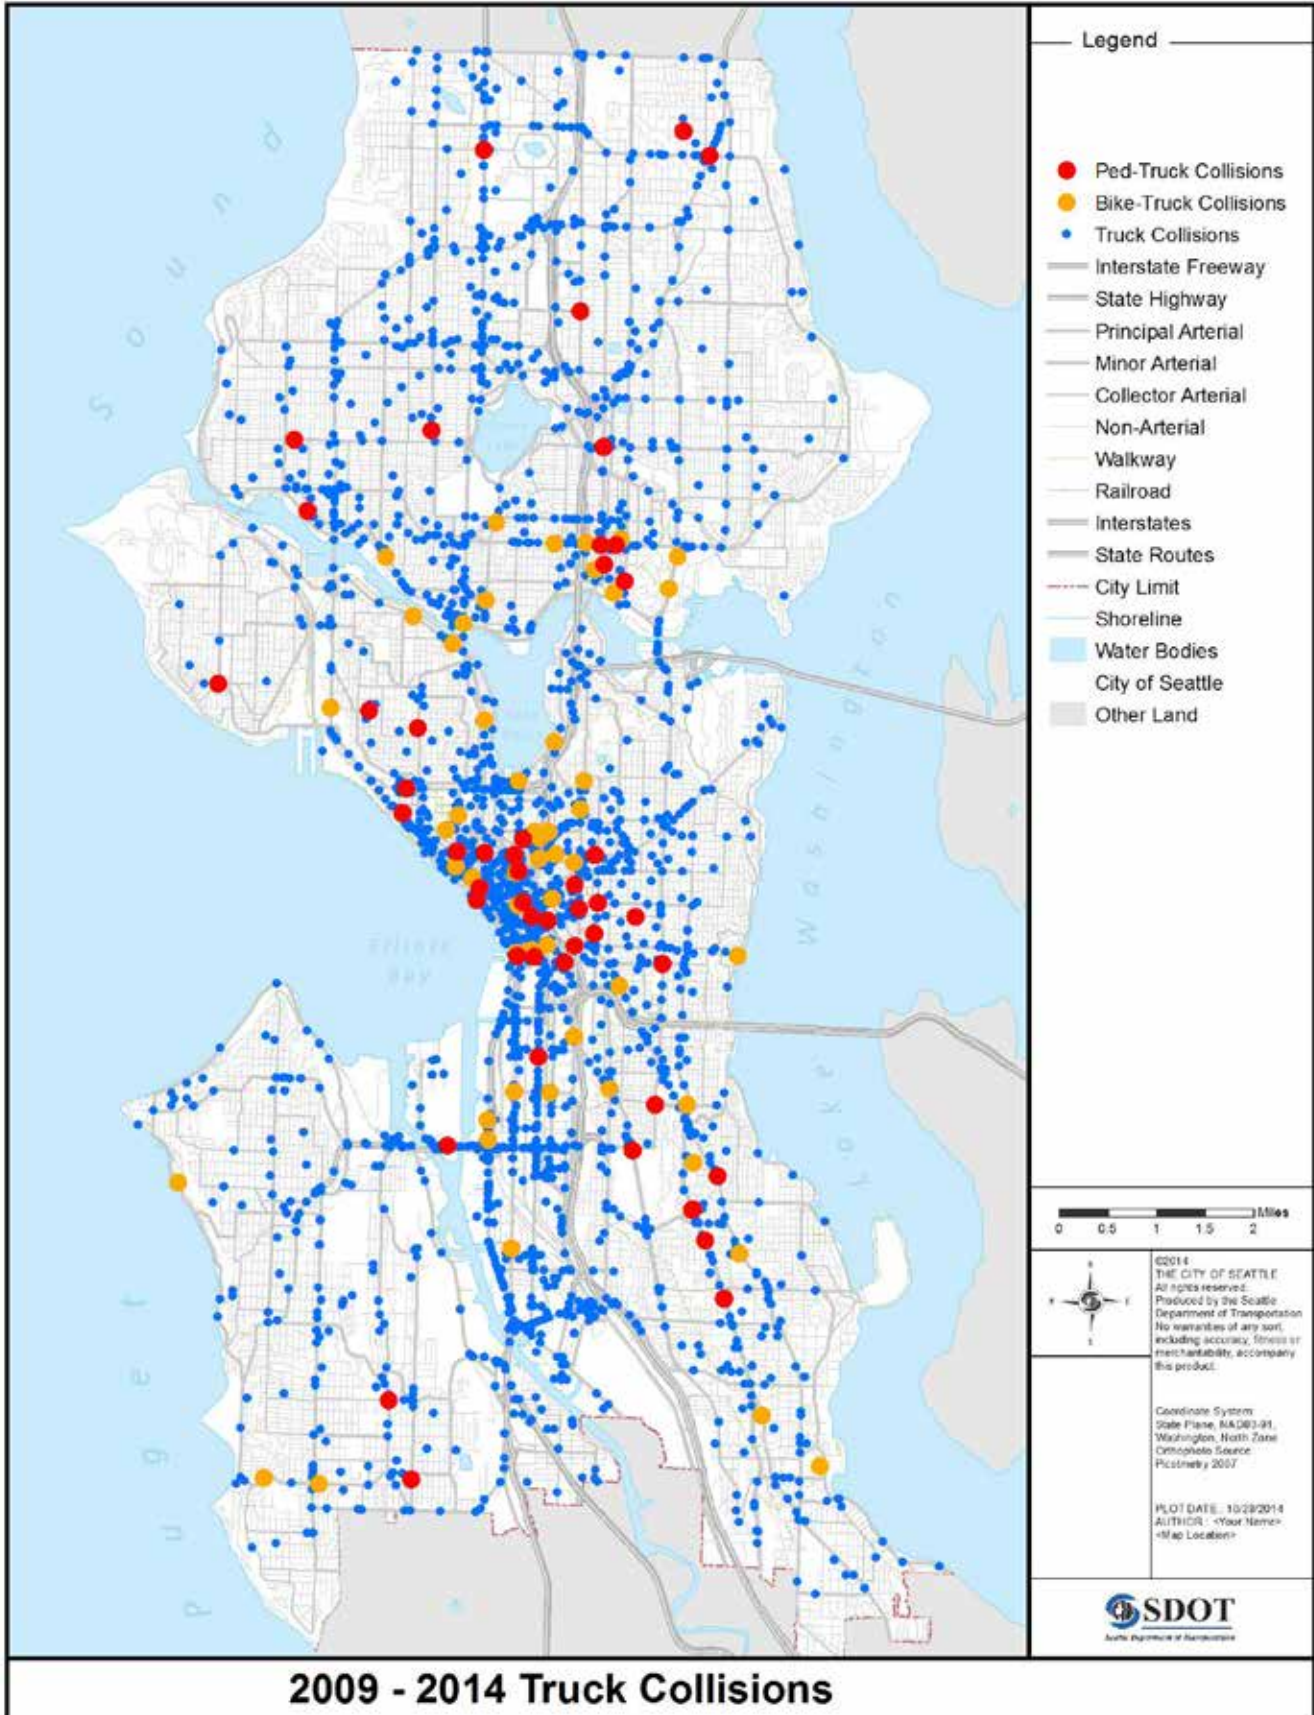 Legend
Ped-Truck Collisions
Bike-Truck Collisions
Truck Collisions
Interstate Freeway
State Highway
Principal Arterial
Minor Arterial
Collector Arterial
Non-Arterial
Walkway
Railroad
Interstates
State Routes
City Limit
Shoreline
Water Bodies
City of Seattle
Other Land
Puget Sound
Elliott
Bay
Lake Washington
Miles
0 0.5 1 1.5 2
©2014
THE CITY OF SEATTLE
All rights reserved.
Produced by the Seattle
Department of Transportation
No warranties of any sort,
including accuracy, fitness or
merchantability, accompany
this product.
Coordinate System:
State Plane, NAD83-91,
Washington, North Zone
Orthophoto Source:
Pictometry 2007
PLOT DATE : 10/28/2014
AUTHOR : <Your Name>
<Map Location>
SDOT
Seattle Department of Transportation
2009 - 2014 Truck Collisions